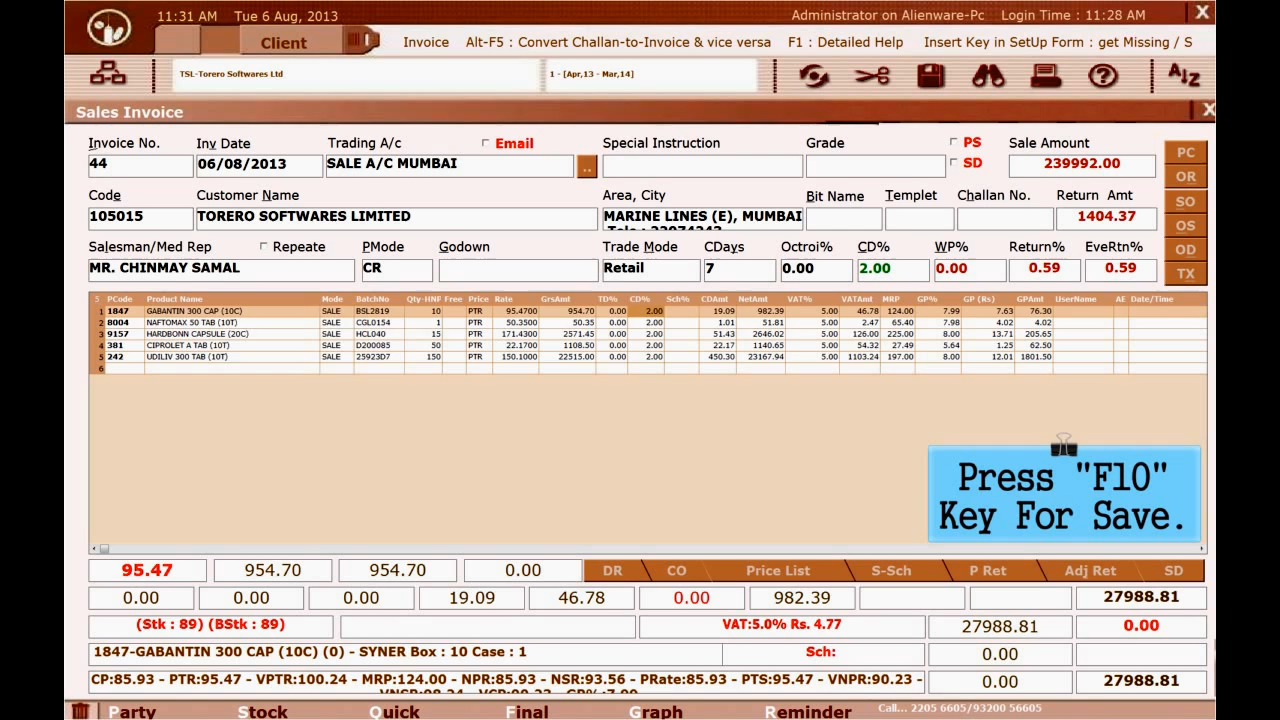 11:31 AM Tue 6 Aug, 2013 Administrator on Alienware-Pc Login Time : 11:28 AM X
Client Invoice Alt-F5 : Convert Challan-to-Invoice & vice versa F1 : Detailed Help Insert Key in SetUp Form : get Missing / S
TSL-Torero Softwares Ltd 1 - [Apr,13 - Mar,14] ? A Z
Sales Invoice X
Invoice No. Inv Date Trading A/c Email Special Instruction Grade PS Sale Amount
44 06/08/2013 SALE A/C MUMBAI .. SD 239992.00 PC
OR
Code Customer Name Area, City Bit Name Templet Challan No. Return Amt SO
105015 TORERO SOFTWARES LIMITED MARINE LINES (E), MUMBAI 1404.37 OS
Salesman/Med Rep Repeate PMode Godown Trade Mode CDays Octroi% CD% WP% Return% EveRtn% OD
MR. CHINMAY SAMAL CR Retail 7 0.00 2.00 0.00 0.59 0.59 TX
S PCode Product Name Mode BatchNo Qty-HNF Free Price Rate GrsAmt TD% CD% Sch% CDAmt NetAmt VAT% VATAmt MRP GP% GP (Rs) GPAmt UserName AE Date/Time
1 1847 GABANTIN 300 CAP (10C) SALE BSL2819 10 PTR 95.4700 954.70 0.00 2.00 19.09 982.39 5.00 46.78 124.00 7.99 7.63 76.30
2 8004 NAFTOMAX 50 TAB (10T) SALE CGL0154 1 PTR 50.3500 50.35 0.00 2.00 1.01 51.81 5.00 2.47 65.40 7.98 4.02 4.02
3 9157 HARDBONN CAPSULE (20C) SALE HCL040 15 PTR 171.4300 2571.45 0.00 2.00 51.43 2646.02 5.00 126.00 225.00 8.00 13.71 205.65
4 381 CIPROLET A TAB (10T) SALE D200085 50 PTR 22.1700 1108.50 0.00 2.00 22.17 1140.65 5.00 54.32 27.49 5.64 1.25 62.50
5 242 UDILIV 300 TAB (10T) SALE 25923D7 150 PTR 150.1000 22515.00 0.00 2.00 450.30 23167.94 5.00 1103.24 197.00 8.00 12.01 1801.50
6
Press "F10"
Key For Save.
95.47 954.70 954.70 0.00 DR CO Price List S-Sch P Ret Adj Ret SD
0.00 0.00 0.00 19.09 46.78 0.00 982.39 27988.81
(Stk : 89) (BStk : 89) VAT:5.0% Rs. 4.77 27988.81 0.00
1847-GABANTIN 300 CAP (10C) (0) - SYNER Box : 10 Case : 1 Sch: 0.00
CP:85.93 - PTR:95.47 - VPTR:100.24 - MRP:124.00 - NPR:85.93 - NSR:93.56 - PRate:85.93 - PTS:95.47 - VNPR:90.23 - 0.00 27988.81
Party Stock Quick Final Graph Reminder Call... 2205 6605/93200 56605